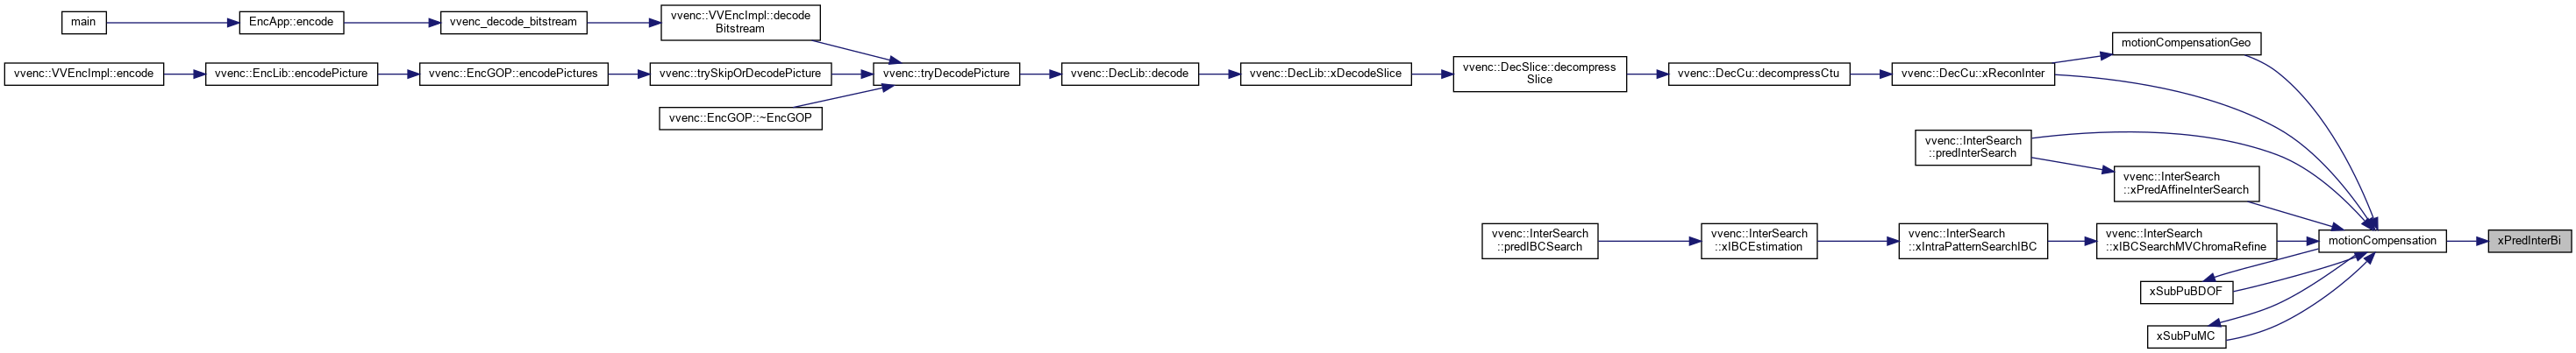 main
EncApp::encode
vvenc_decode_bitstream
vvenc::VVEncImpl::decode
Bitstream
vvenc::VVEncImpl::encode
vvenc::EncLib::encodePicture
vvenc::EncGOP::encodePictures
vvenc::trySkipOrDecodePicture
vvenc::tryDecodePicture
vvenc::DecLib::decode
vvenc::DecLib::xDecodeSlice
vvenc::DecSlice::decompress
Slice
vvenc::DecCu::decompressCtu
vvenc::DecCu::xReconInter
motionCompensationGeo
vvenc::EncGOP::~EncGOP
vvenc::InterSearch
::predInterSearch
vvenc::InterSearch
::xPredAffineInterSearch
vvenc::InterSearch
::predIBCSearch
vvenc::InterSearch
::xIBCEstimation
vvenc::InterSearch
::xIntraPatternSearchIBC
vvenc::InterSearch
::xIBCSearchMVChromaRefine
motionCompensation
xPredInterBi
xSubPuBDOF
xSubPuMC